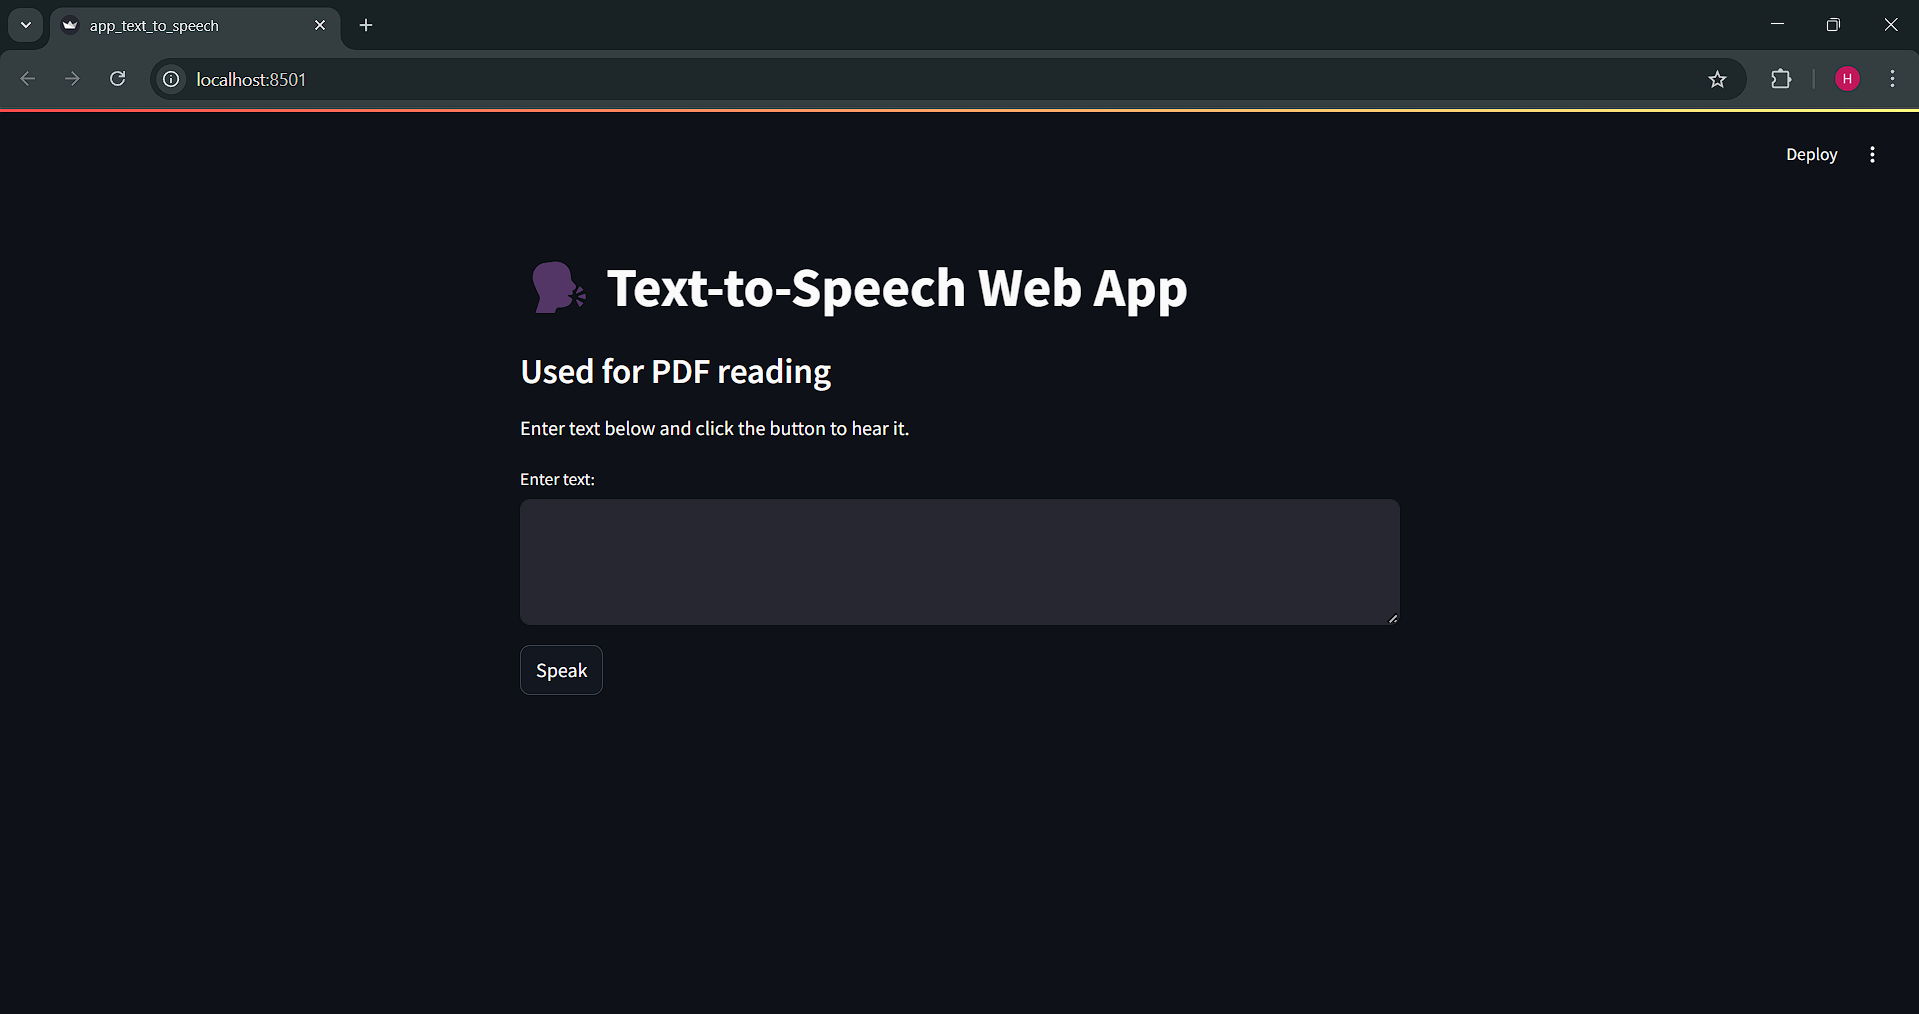 app_text_to_speech
localhost:8501
H
Deploy
Text-to-Speech Web App
Used for PDF reading
Enter text below and click the button to hear it.
Enter text:
Speak